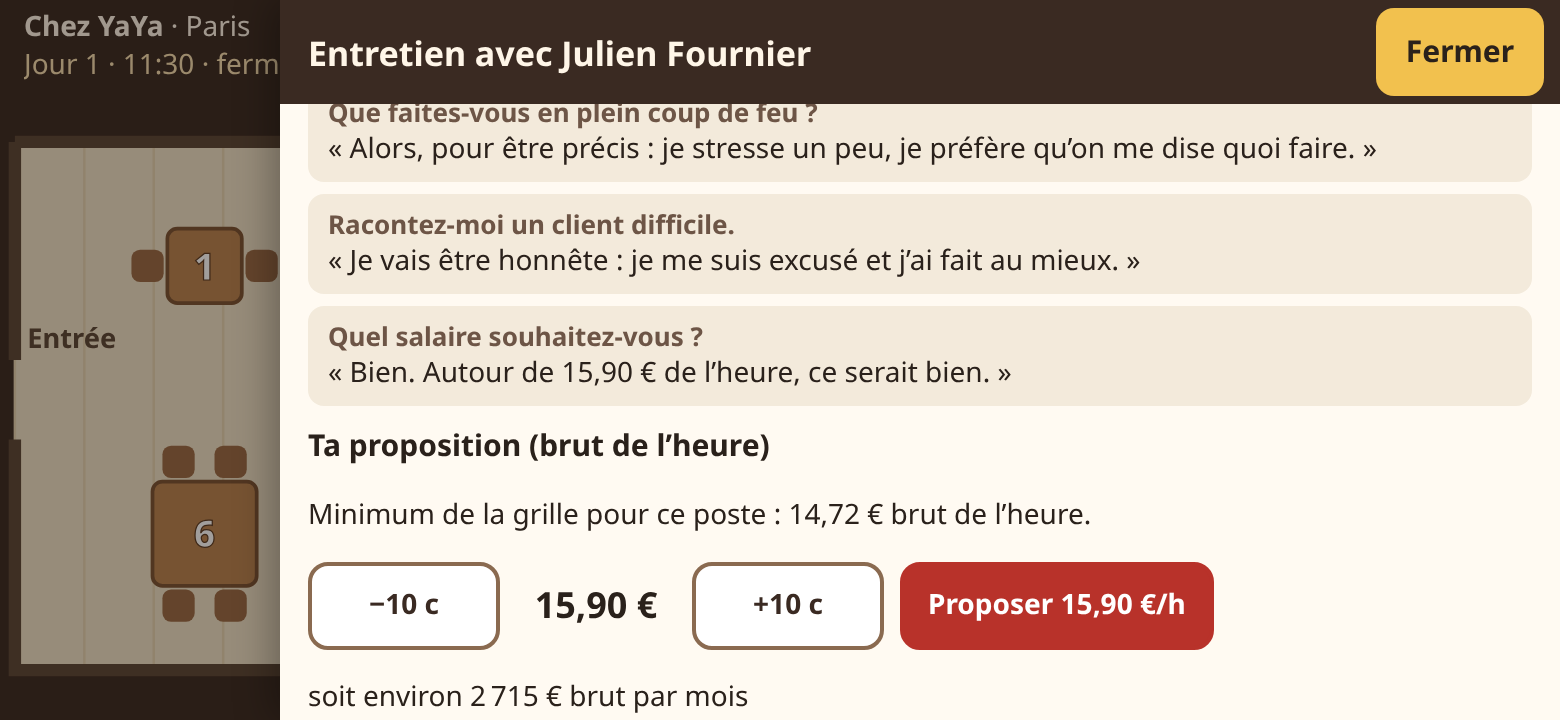 Chez YaYa · Paris
Jour 1 · 11:30 · ferm
Entretien avec Julien Fournier
Fermer
Que faites-vous en plein coup de feu ?
« Alors, pour être précis : je stresse un peu, je préfère qu’on me dise quoi faire. »
Racontez-moi un client difficile.
« Je vais être honnête : je me suis excusé et j’ai fait au mieux. »
Quel salaire souhaitez-vous ?
« Bien. Autour de 15,90 € de l’heure, ce serait bien. »
Ta proposition (brut de l’heure)
Minimum de la grille pour ce poste : 14,72 € brut de l’heure.
−10 c
15,90 €
+10 c
Proposer 15,90 €/h
soit environ 2 715 € brut par mois
1
Entrée
6